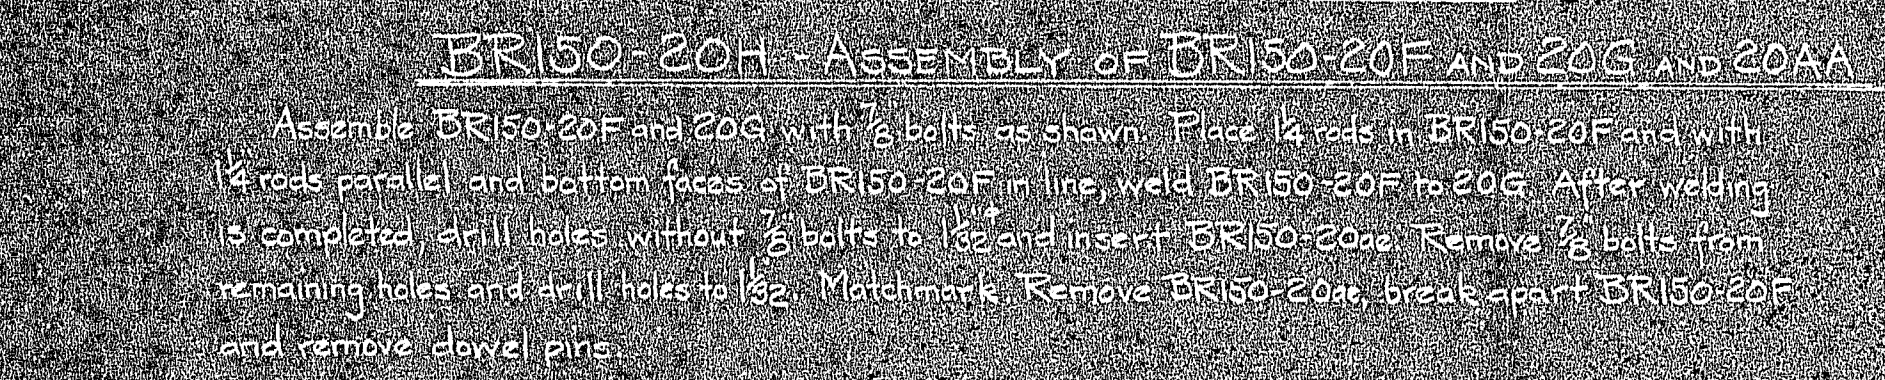 BR150-20H - ASSEMBLY OF BR150-20F AND 20G AND 20AA
Assemble BR150-20F and 20G with 7/8" bolts as shown. Place 1 1/4 rods in BR150-20F and with
1 1/4" rods parallel and bottom faces of BR150-20F in line, weld BR150-20F to 20G. After welding
is completed, drill holes without 7/8" bolts to 1 1/32" and insert BR150-20ae. Remove 7/8" bolts from
remaining holes and drill holes to 1 1/32". Matchmark. Remove BR150-20ae, break apart BR150-20F
and remove dowel pins.